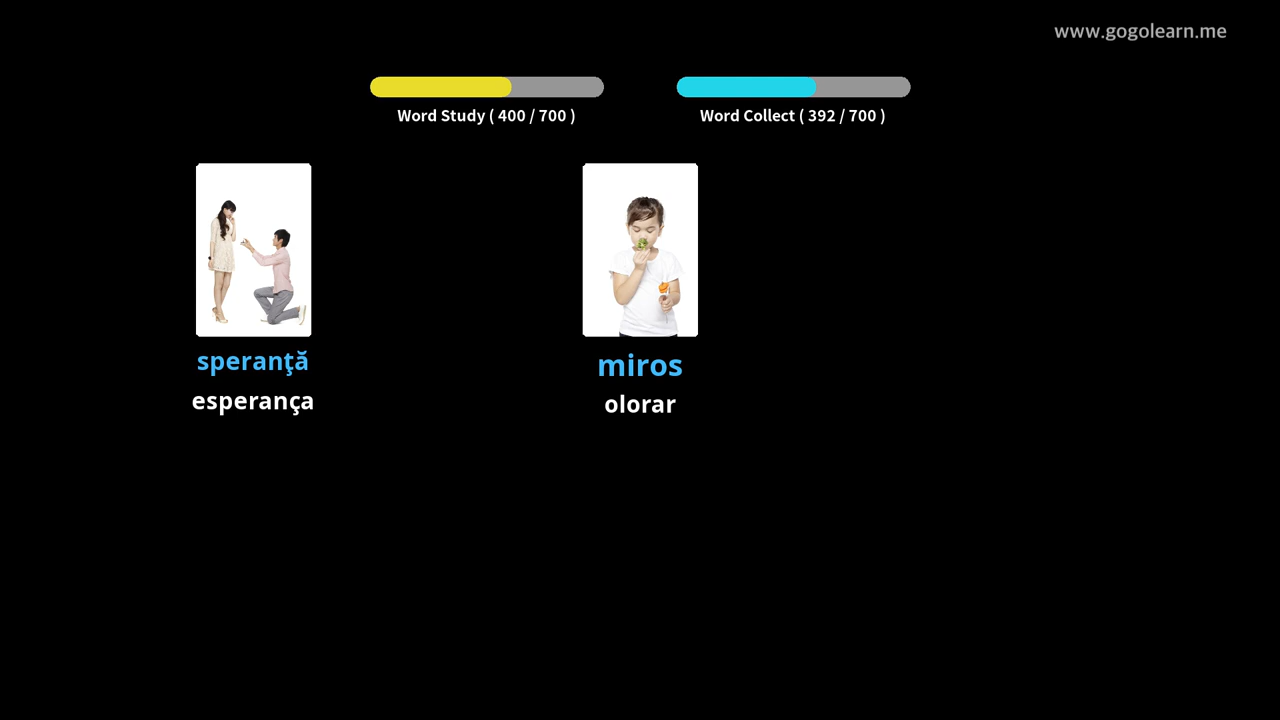 www.gogolearn.me
Word Study ( 400 / 700 )
Word Collect ( 392 / 700 )
speranţă
esperança
miros
olorar